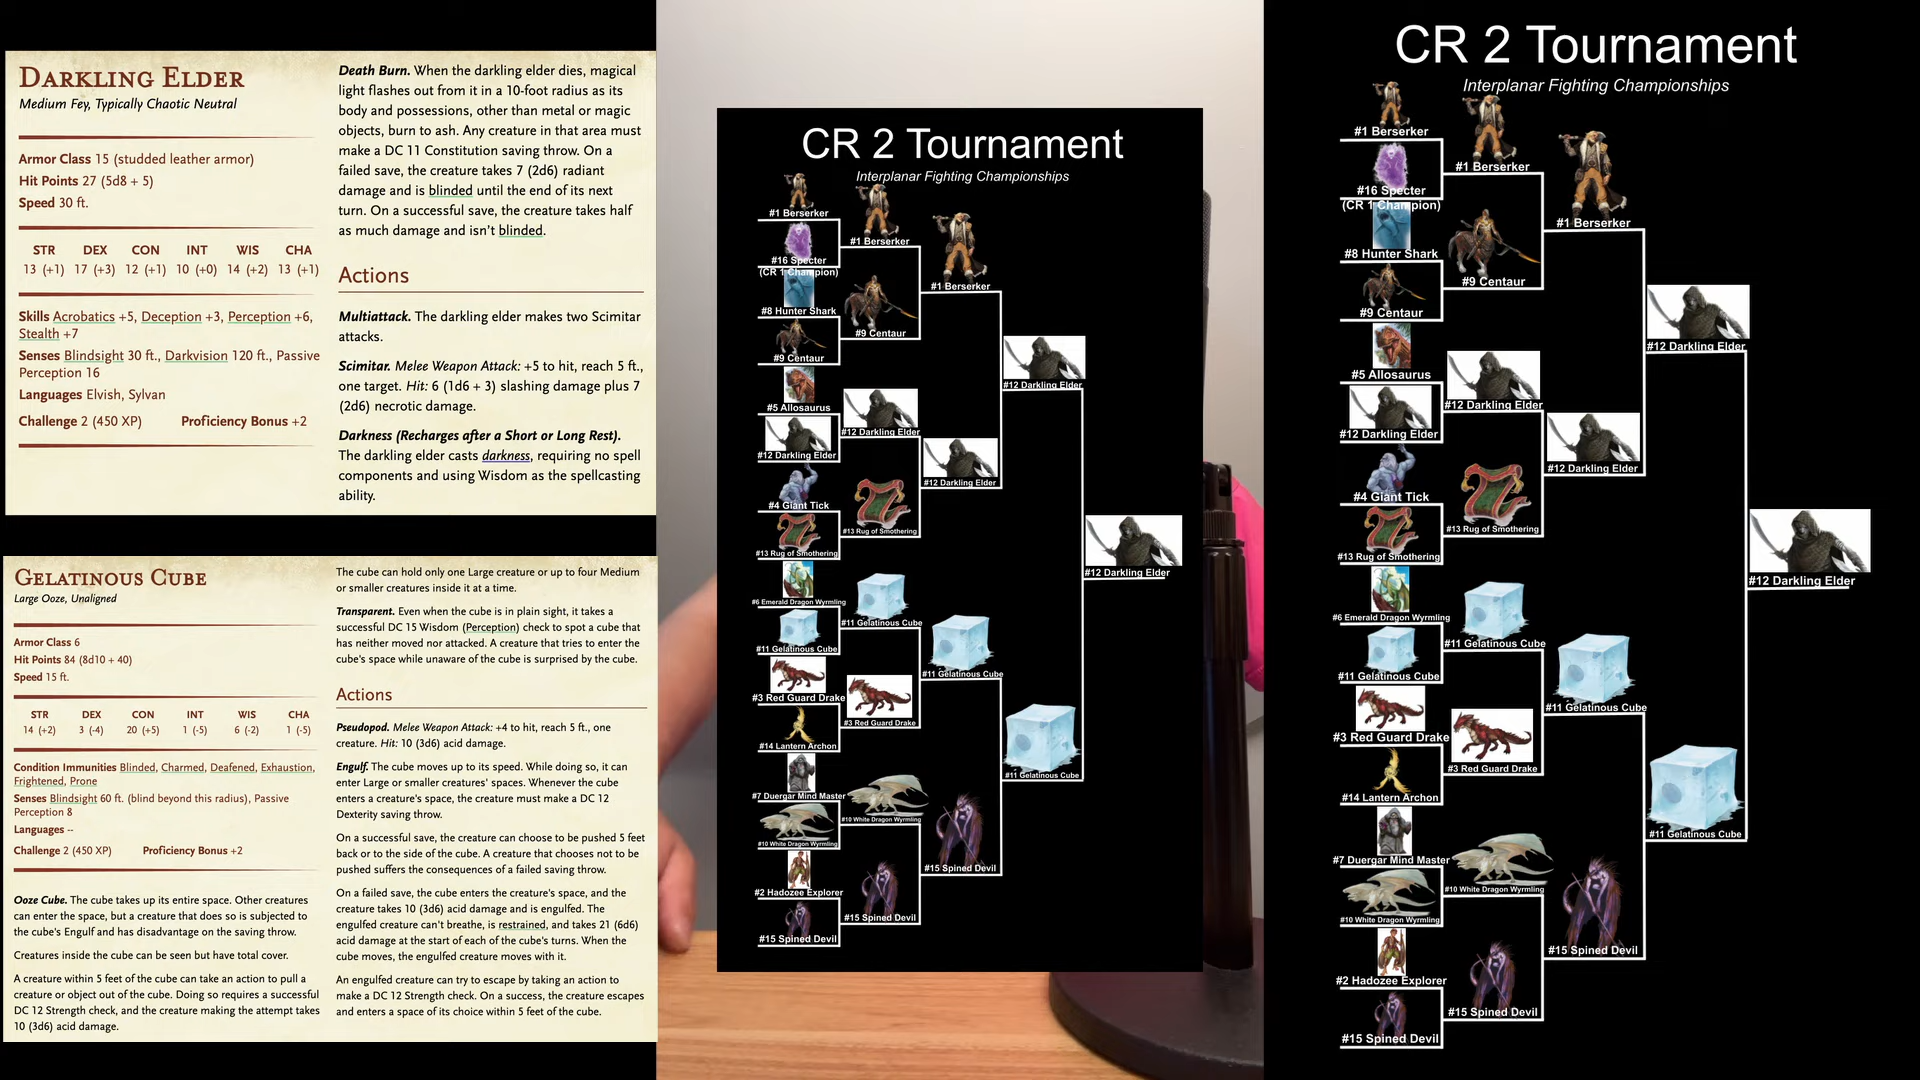 DARKLING ELDER
Medium Fey, Typically Chaotic Neutral
Armor Class 15 (studded leather armor)
Hit Points 27 (5d8 + 5)
Speed 30 ft.
STR DEX CON INT WIS CHA
13 (+1) 17 (+3) 12 (+1) 10 (+0) 14 (+2) 13 (+1)
Skills Acrobatics +5, Deception +3, Perception +6,
Stealth +7
Senses Blindsight 30 ft., Darkvision 120 ft., Passive
Perception 16
Languages Elvish, Sylvan
Challenge 2 (450 XP) Proficiency Bonus +2
Death Burn. When the darkling elder dies, magical
light flashes out from it in a 10-foot radius as its
body and possessions, other than metal or magic
objects, burn to ash. Any creature in that area must
make a DC 11 Constitution saving throw. On a
failed save, the creature takes 7 (2d6) radiant
damage and is blinded until the end of its next
turn. On a successful save, the creature takes half
as much damage and isn't blinded.
Actions
Multiattack. The darkling elder makes two Scimitar
attacks.
Scimitar. Melee Weapon Attack: +5 to hit, reach 5 ft.,
one target. Hit: 6 (1d6 + 3) slashing damage plus 7
(2d6) necrotic damage.
Darkness (Recharges after a Short or Long Rest).
The darkling elder casts darkness, requiring no spell
components and using Wisdom as the spellcasting
ability.
GELATINOUS CUBE
Large Ooze, Unaligned
Armor Class 6
Hit Points 84 (8d10 + 40)
Speed 15 ft.
STR DEX CON INT WIS CHA
14 (+2) 3 (-4) 20 (+5) 1 (-5) 6 (-2) 1 (-5)
Condition Immunities Blinded, Charmed, Deafened, Exhaustion,
Frightened, Prone
Senses Blindsight 60 ft. (blind beyond this radius), Passive
Perception 8
Languages --
Challenge 2 (450 XP) Proficiency Bonus +2
Ooze Cube. The cube takes up its entire space. Other creatures
can enter the space, but a creature that does so is subjected to
the cube's Engulf and has disadvantage on the saving throw.
Creatures inside the cube can be seen but have total cover.
A creature within 5 feet of the cube can take an action to pull a
creature or object out of the cube. Doing so requires a successful
DC 12 Strength check, and the creature making the attempt takes
10 (3d6) acid damage.
The cube can hold only one Large creature or up to four Medium
or smaller creatures inside it at a time.
Transparent. Even when the cube is in plain sight, it takes a
successful DC 15 Wisdom (Perception) check to spot a cube that
has neither moved nor attacked. A creature that tries to enter the
cube's space while unaware of the cube is surprised by the cube.
Actions
Pseudopod. Melee Weapon Attack: +4 to hit, reach 5 ft., one
creature. Hit: 10 (3d6) acid damage.
Engulf. The cube moves up to its speed. While doing so, it can
enter Large or smaller creatures' spaces. Whenever the cube
enters a creature's space, the creature must make a DC 12
Dexterity saving throw.
On a successful save, the creature can choose to be pushed 5 feet
back or to the side of the cube. A creature that chooses not to be
pushed suffers the consequences of a failed saving throw.
On a failed save, the cube enters the creature's space, and the
creature takes 10 (3d6) acid damage and is engulfed. The
engulfed creature can't breathe, is restrained, and takes 21 (6d6)
acid damage at the start of each of the cube's turns. When the
cube moves, the engulfed creature moves with it.
An engulfed creature can try to escape by taking an action to
make a DC 12 Strength check. On a success, the creature escapes
and enters a space of its choice within 5 feet of the cube.
CR 2 Tournament
Interplanar Fighting Championships
#1 Berserker
#16 Specter
(CR 1 Champion)
#8 Hunter Shark
#9 Centaur
#5 Allosaurus
#12 Darkling Elder
#4 Giant Tick
#13 Rug of Smothering
#6 Emerald Dragon Wyrmling
#11 Gelatinous Cube
#3 Red Guard Drake
#14 Lantern Archon
#7 Duergar Mind Master
#10 White Dragon Wyrmling
#2 Hadozee Explorer
#15 Spined Devil
#1 Berserker
#9 Centaur
#12 Darkling Elder
#13 Rug of Smothering
#11 Gelatinous Cube
#3 Red Guard Drake
#10 White Dragon Wyrmling
#15 Spined Devil
#1 Berserker
#12 Darkling Elder
#11 Gelatinous Cube
#15 Spined Devil
#12 Darkling Elder
#11 Gelatinous Cube
#12 Darkling Elder
CR 2 Tournament
Interplanar Fighting Championships
#1 Berserker
#16 Specter
(CR 1 Champion)
#8 Hunter Shark
#9 Centaur
#5 Allosaurus
#12 Darkling Elder
#4 Giant Tick
#13 Rug of Smothering
#6 Emerald Dragon Wyrmling
#11 Gelatinous Cube
#3 Red Guard Drake
#14 Lantern Archon
#7 Duergar Mind Master
#10 White Dragon Wyrmling
#2 Hadozee Explorer
#15 Spined Devil
#1 Berserker
#9 Centaur
#12 Darkling Elder
#13 Rug of Smothering
#11 Gelatinous Cube
#3 Red Guard Drake
#10 White Dragon Wyrmling
#15 Spined Devil
#1 Berserker
#12 Darkling Elder
#11 Gelatinous Cube
#15 Spined Devil
#12 Darkling Elder
#11 Gelatinous Cube
#12 Darkling Elder